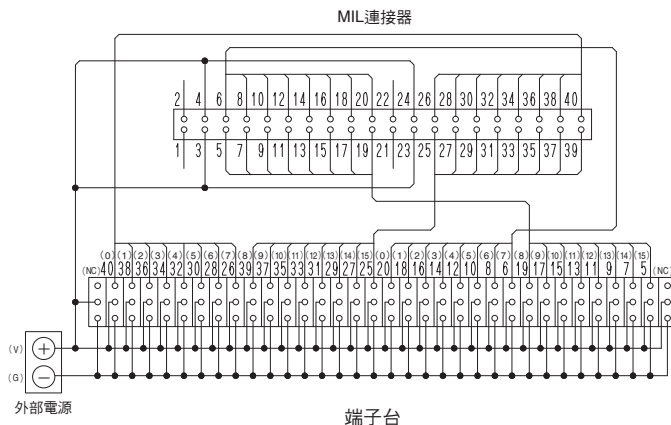 MIL連接器
2 4 6 8 10 12 14 16 18 20 22 24 26 28 30 32 34 36 38 40
1 3 5 7 9 11 13 15 17 19 21 23 25 27 29 31 33 35 37 39
(0) (1) (2) (3) (4) (5) (6) (7) (8) (9) (10) (11) (12) (13) (14) (15) (0) (1) (2) (3) (4) (5) (6) (7) (8) (9) (10) (11) (12) (13) (14) (15)
(NC) 40 38 36 34 32 30 28 26 39 37 35 33 31 29 27 25 20 18 16 14 12 10 8 6 19 17 15 13 11 9 7 5 (NC)
(V) +
(G) −
外部電源
端子台